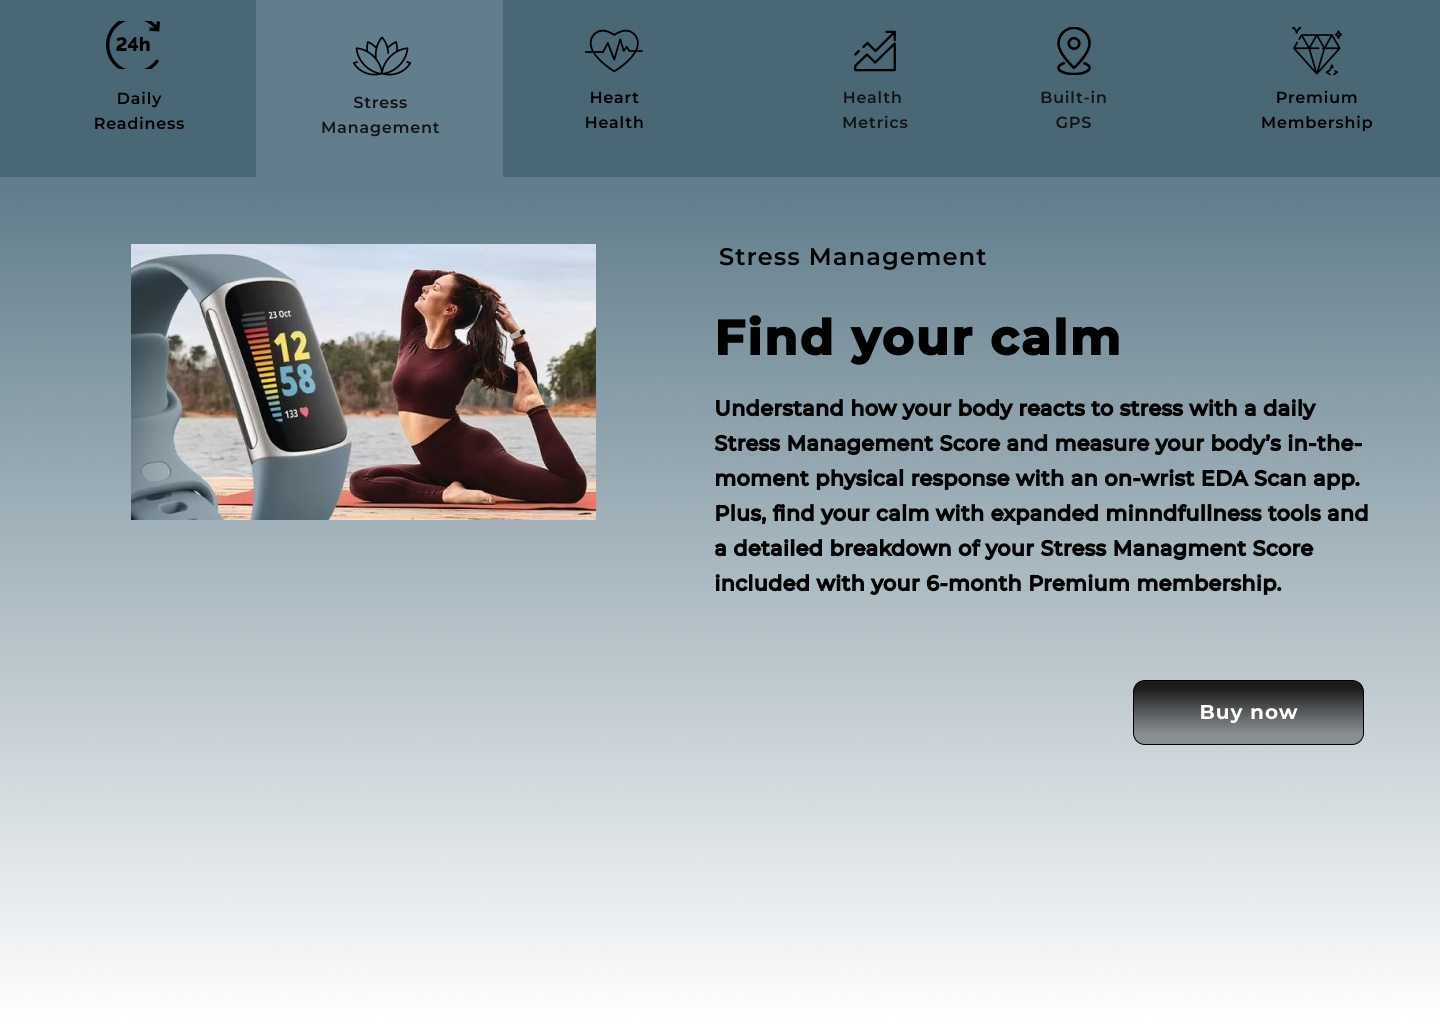 24h
Daily
Readiness
Stress
Management
Heart
Health
Health
Metrics
Built-in
GPS
Premium
Membership
23 Oct
12
58
133
Stress Management
Find your calm
Understand how your body reacts to stress with a daily
Stress Management Score and measure your body’s in-the-
moment physical response with an on-wrist EDA Scan app.
Plus, find your calm with expanded minndfullness tools and
a detailed breakdown of your Stress Managment Score
included with your 6-month Premium membership.
Buy now